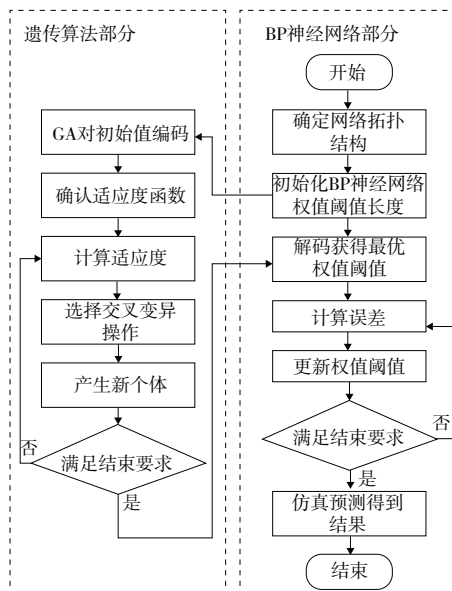 遗传算法部分
GA对初始值编码
确认适应度函数
计算适应度
选择交叉变异
操作
产生新个体
否
满足结束要求
是
BP神经网络部分
开始
确定网络拓扑
结构
初始化BP神经网络
权值阈值长度
解码获得最优
权值阈值
计算误差
更新权值阈值
否
满足结束要求
是
仿真预测得到
结果
结束